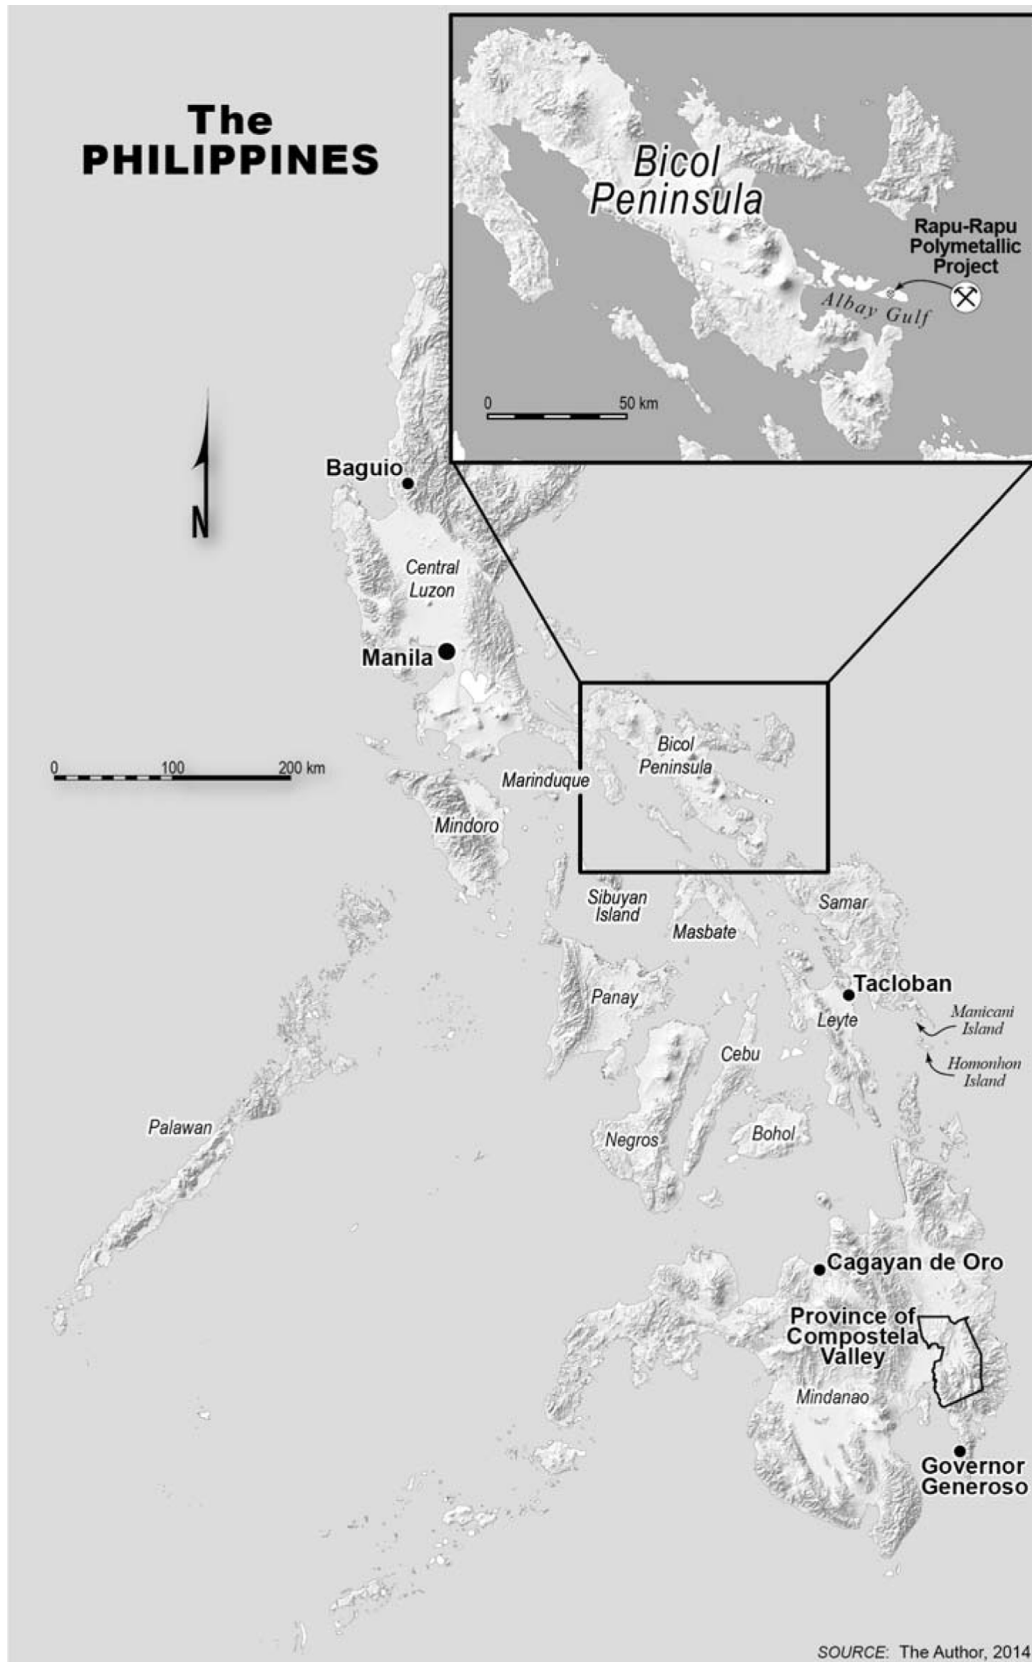 The
PHILIPPINES
Bicol
Peninsula
Rapu-Rapu
Polymetallic
Project
Albay Gulf
0 50 km
N
Baguio
Central
Luzon
Manila
0 100 200 km
Bicol
Peninsula
Marinduque
Mindoro
Sibuyan
Island
Masbate
Samar
Tacloban
Panay
Leyte
Manicani
Island
Cebu
Homonhon
Island
Palawan
Negros
Bohol
Cagayan de Oro
Province of
Compostela
Valley
Mindanao
Governor
Generoso
SOURCE: The Author, 2014